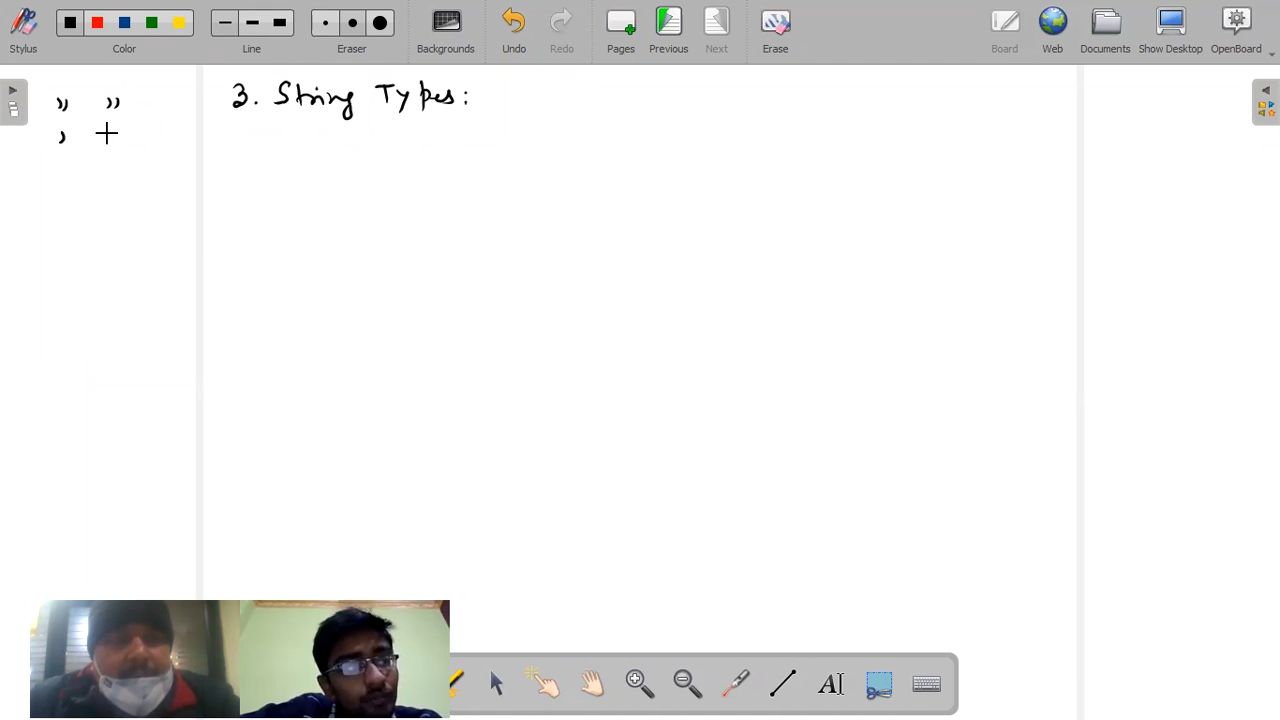 Stylus Color Line Eraser Backgrounds Undo Redo Pages Previous Next Erase Board Web Documents Show Desktop OpenBoard
" " 3. String Types:
'